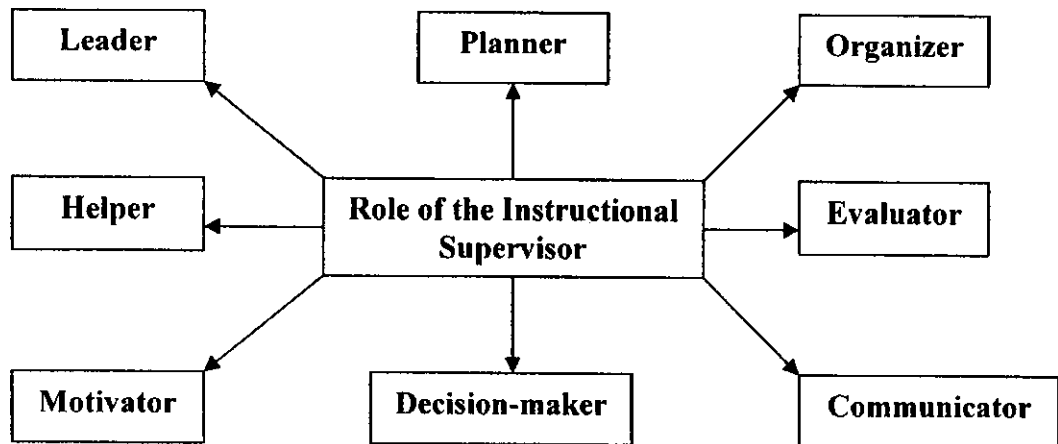 Leader
Planner
Organizer
Helper
Role of the Instructional
Supervisor
Evaluator
Motivator
Decision-maker
Communicator